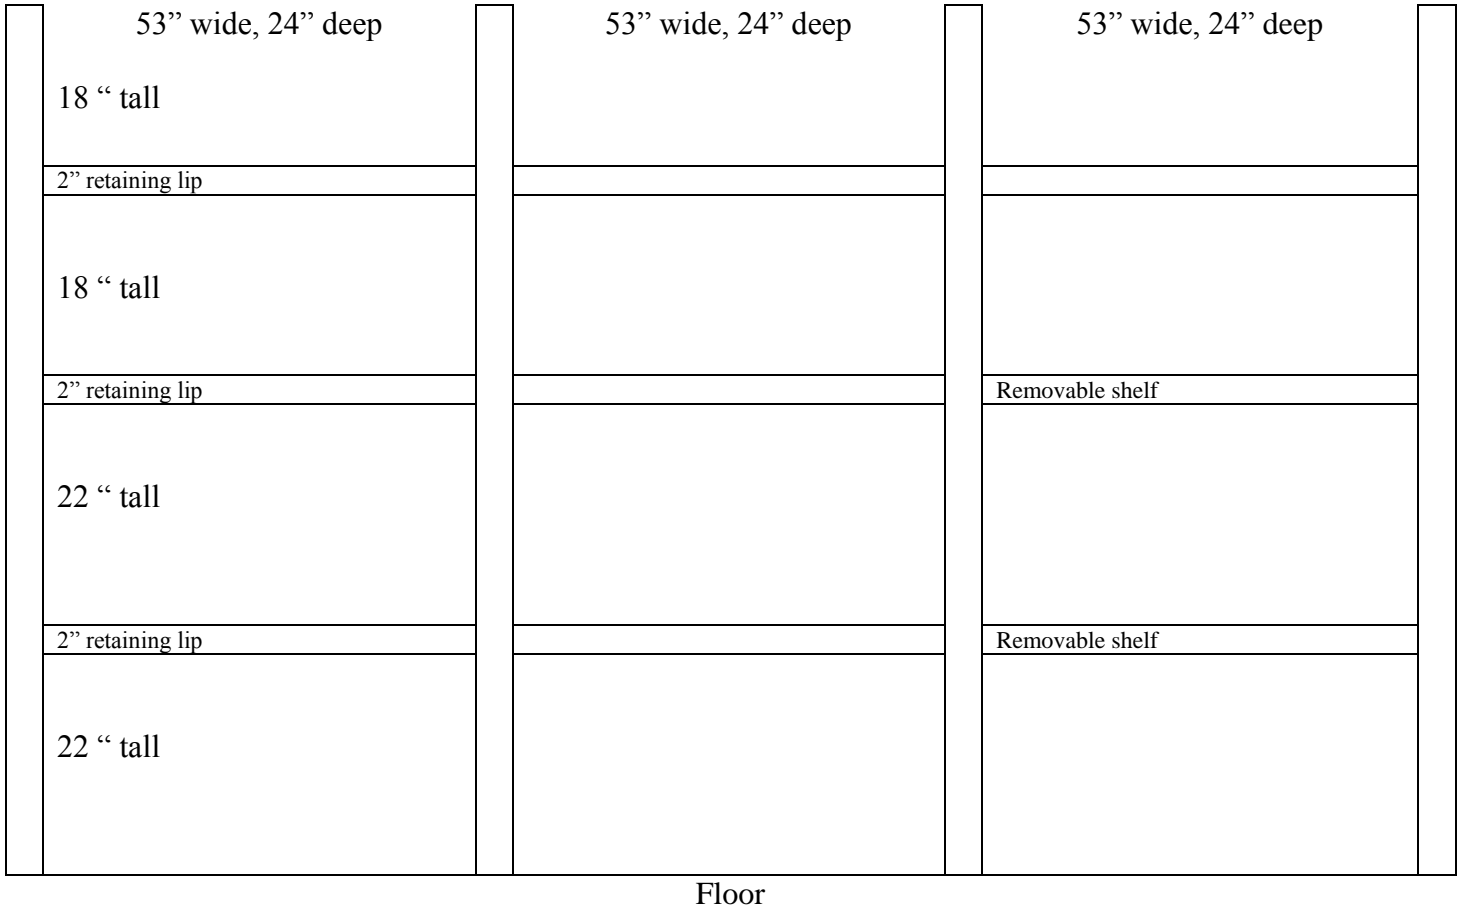 53” wide, 24” deep
53” wide, 24” deep
53” wide, 24” deep
18 “ tall
2” retaining lip
18 “ tall
2” retaining lip
Removable shelf
22 “ tall
2” retaining lip
Removable shelf
22 “ tall
Floor